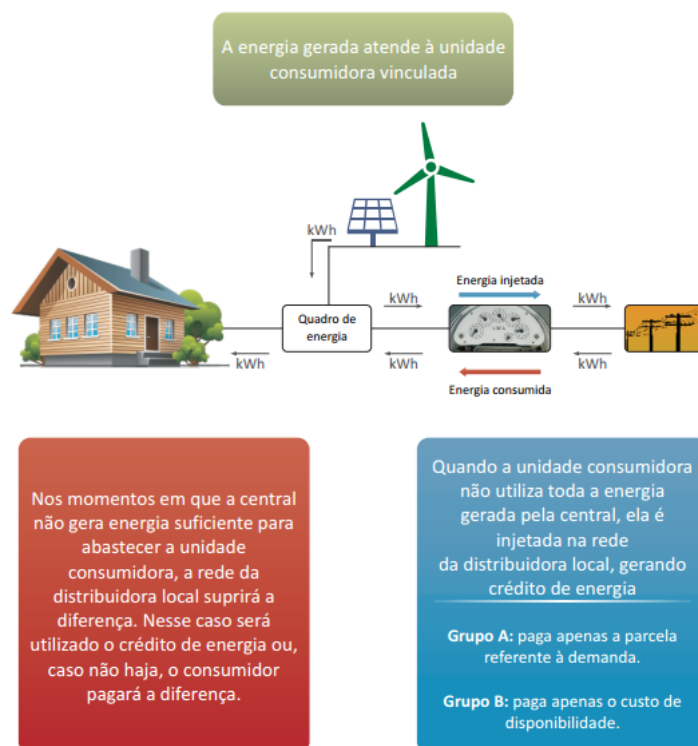 A energia gerada atende à unidade
consumidora vinculada
kWh
kWh
Energia injetada
kWh
Quadro de
energia
kWh
kWh
Energia consumida
kWh
Nos momentos em que a central
não gera energia suficiente para
abastecer a unidade
consumidora, a rede da
distribuidora local suprirá a
diferença. Nesse caso será
utilizado o crédito de energia ou,
caso não haja, o consumidor
pagará a diferença.
Quando a unidade consumidora
não utiliza toda a energia
gerada pela central, ela é
injetada na rede
da distribuidora local, gerando
crédito de energia
Grupo A: paga apenas a parcela
referente à demanda.
Grupo B: paga apenas o custo de
disponibilidade.